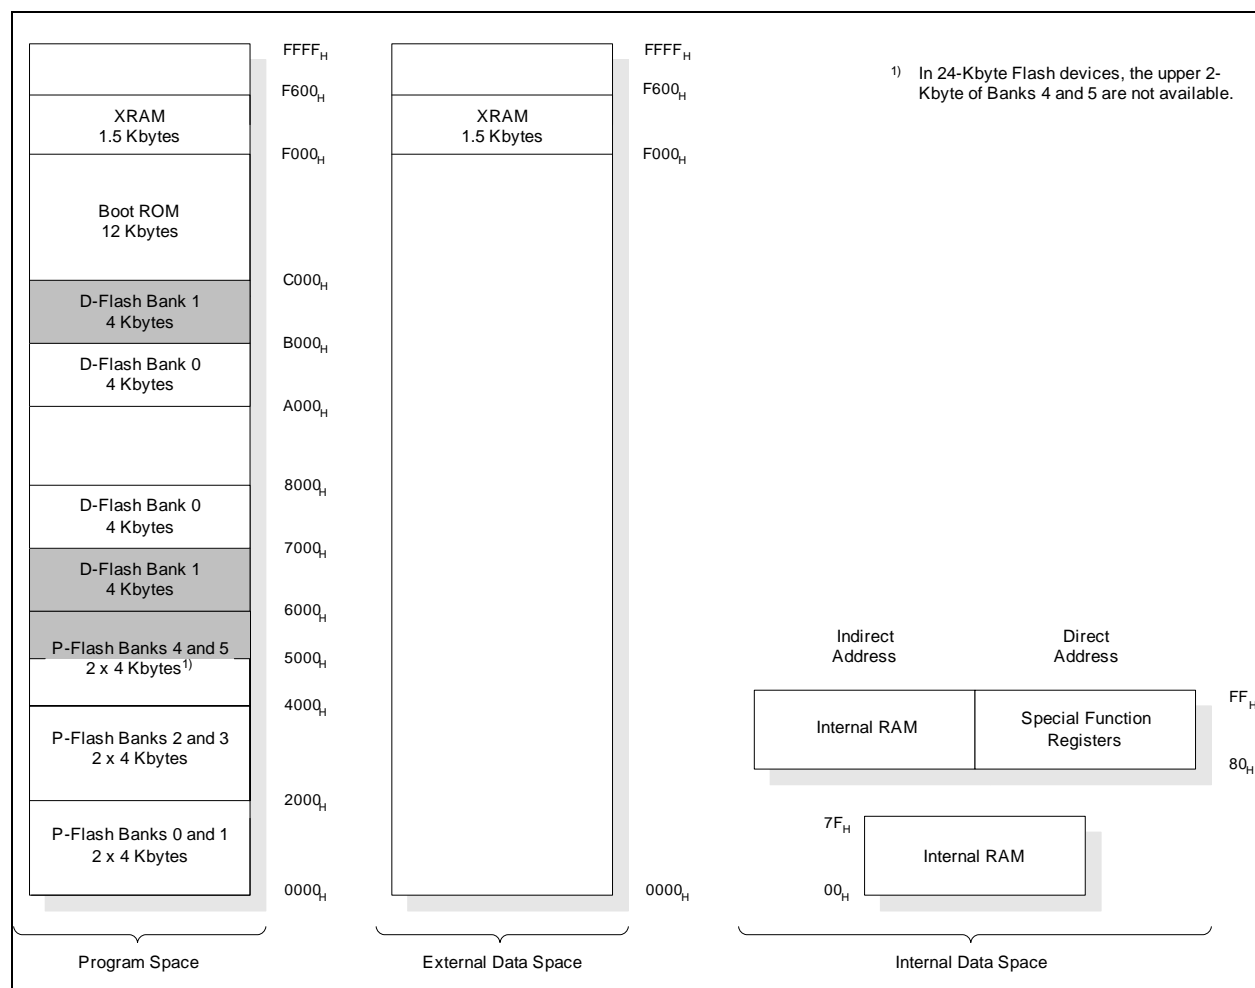 FFFFH
F600H
XRAM
1.5 Kbytes
F000H
Boot ROM
12 Kbytes
C000H
D-Flash Bank 1
4 Kbytes
B000H
D-Flash Bank 0
4 Kbytes
A000H
8000H
D-Flash Bank 0
4 Kbytes
7000H
D-Flash Bank 1
4 Kbytes
6000H
P-Flash Banks 4 and 5
2 x 4 Kbytes1)
5000H
4000H
P-Flash Banks 2 and 3
2 x 4 Kbytes
2000H
P-Flash Banks 0 and 1
2 x 4 Kbytes
0000H
Program Space
FFFFH
F600H
XRAM
1.5 Kbytes
F000H
0000H
External Data Space
1) In 24-Kbyte Flash devices, the upper 2-
Kbyte of Banks 4 and 5 are not available.
Indirect
Address
Direct
Address
Internal RAM
Special Function
Registers
FFH
80H
7FH
Internal RAM
00H
Internal Data Space